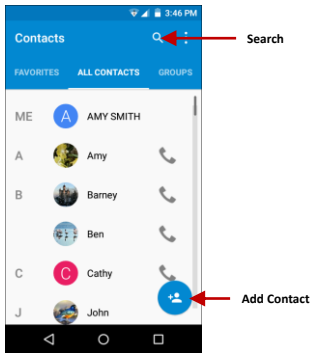 3:46 PM
Contacts
Search
FAVORITES ALL CONTACTS GROUPS
ME A AMY SMITH
A Amy
B Barney
Ben
C C Cathy
Add Contact
J John